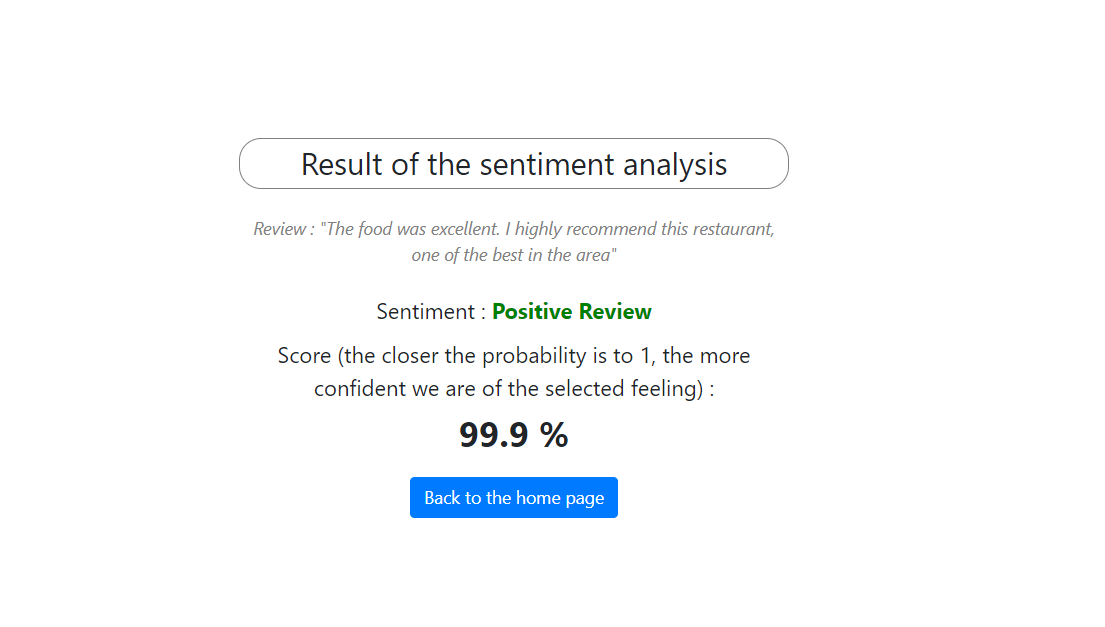 Result of the sentiment analysis
Review : "The food was excellent. I highly recommend this restaurant,
one of the best in the area"
Sentiment : Positive Review
Score (the closer the probability is to 1, the more
confident we are of the selected feeling) :
99.9 %
Back to the home page